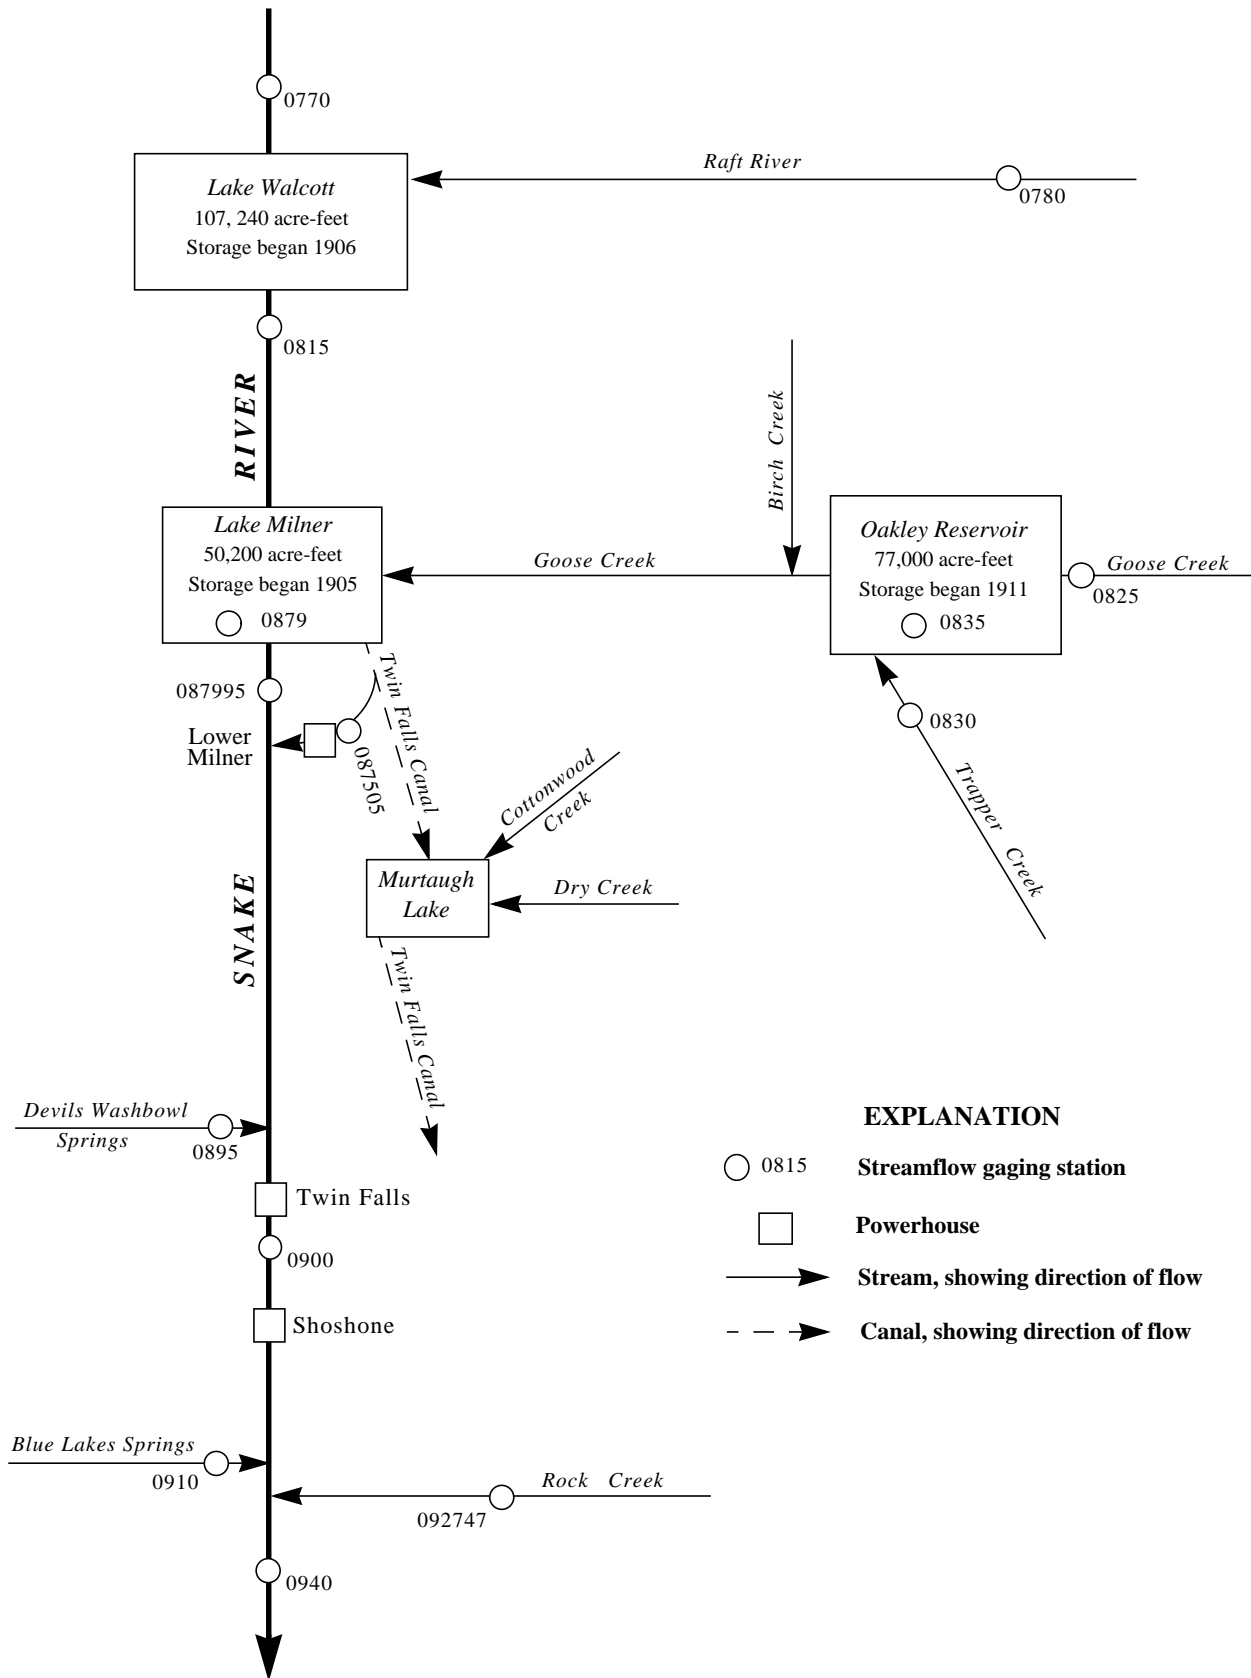 0770
Raft River
0780
Lake Walcott
107, 240 acre-feet
Storage began 1906
0815
RIVER
Birch Creek
Lake Milner
50,200 acre-feet
Storage began 1905
0879
Goose Creek
Oakley Reservoir
77,000 acre-feet
Storage began 1911
0835
Goose Creek
0825
087995
Lower
Milner
087505
Twin Falls Canal
0830
Trapper Creek
Cottonwood
Creek
Murtaugh
Lake
Dry Creek
SNAKE
Twin Falls Canal
Devils Washbowl
Springs
0895
Twin Falls
0900
Shoshone
EXPLANATION
0815 Streamflow gaging station
Powerhouse
Stream, showing direction of flow
Canal, showing direction of flow
Blue Lakes Springs
0910
Rock Creek
092747
0940